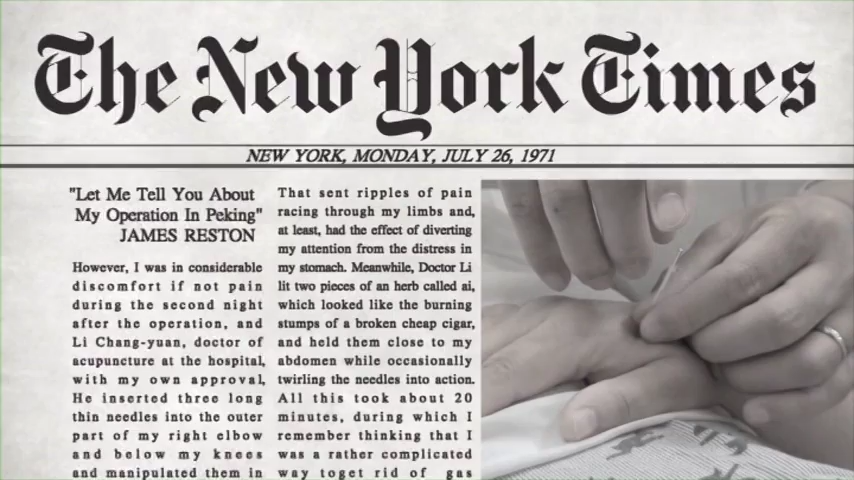 The New York Times
NEW YORK, MONDAY, JULY 26, 1971
"Let Me Tell You About
My Operation In Peking"
JAMES RESTON
However, I was in considerable
discomfort if not pain
during the second night
after the operation, and
Li Chang-yuan, doctor of
acupuncture at the hospital,
with my own approval,
He inserted three long
thin needles into the outer
part of my right elbow
and below my knees
and manipulated them in
That sent ripples of pain
racing through my limbs and,
at least, had the effect of diverting
my attention from the distress in
my stomach. Meanwhile, Doctor Li
lit two pieces of an herb called ai,
which looked like the burning
stumps of a broken cheap cigar,
and held them close to my
abdomen while occasionally
twirling the needles into action.
All this took about 20
minutes, during which I
remember thinking that I
was a rather complicated
way toget rid of gas